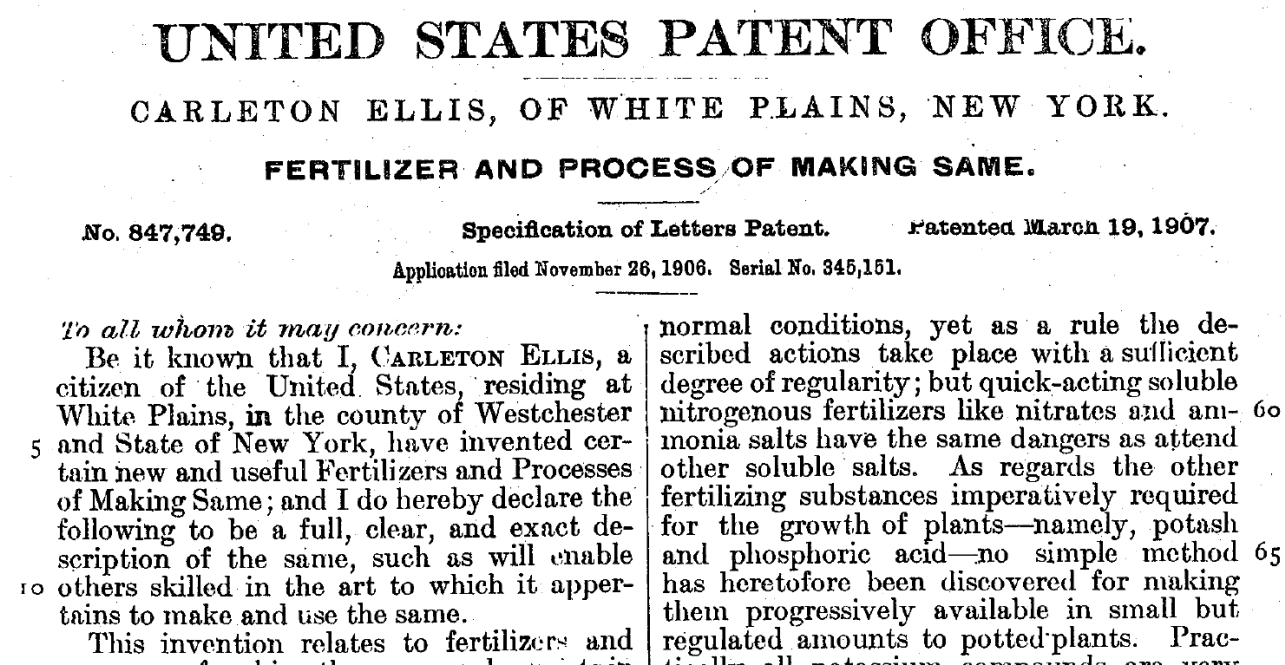 UNITED STATES PATENT OFFICE.
CARLETON ELLIS, OF WHITE PLAINS, NEW YORK.
FERTILIZER AND PROCESS OF MAKING SAME.
No. 847,749. Specification of Letters Patent. Patented March 19, 1907.
Application filed November 26, 1906. Serial No. 345,151.
To all whom it may concern:
Be it known that I, CARLETON ELLIS, a
citizen of the United States, residing at
White Plains, in the county of Westchester
5 and State of New York, have invented cer-
tain new and useful Fertilizers and Processes
of Making Same; and I do hereby declare the
following to be a full, clear, and exact de-
scription of the same, such as will enable
10 others skilled in the art to which it apper-
tains to make and use the same.
This invention relates to fertilizers and
normal conditions, yet as a rule the de-
scribed actions take place with a sufficient
degree of regularity; but quick-acting soluble
nitrogenous fertilizers like nitrates and am- 60
monia salts have the same dangers as attend
other soluble salts. As regards the other
fertilizing substances imperatively required
for the growth of plants—namely, potash
and phosphoric acid—no simple method 65
has heretofore been discovered for making
them progressively available in small but
regulated amounts to potted plants. Prac-